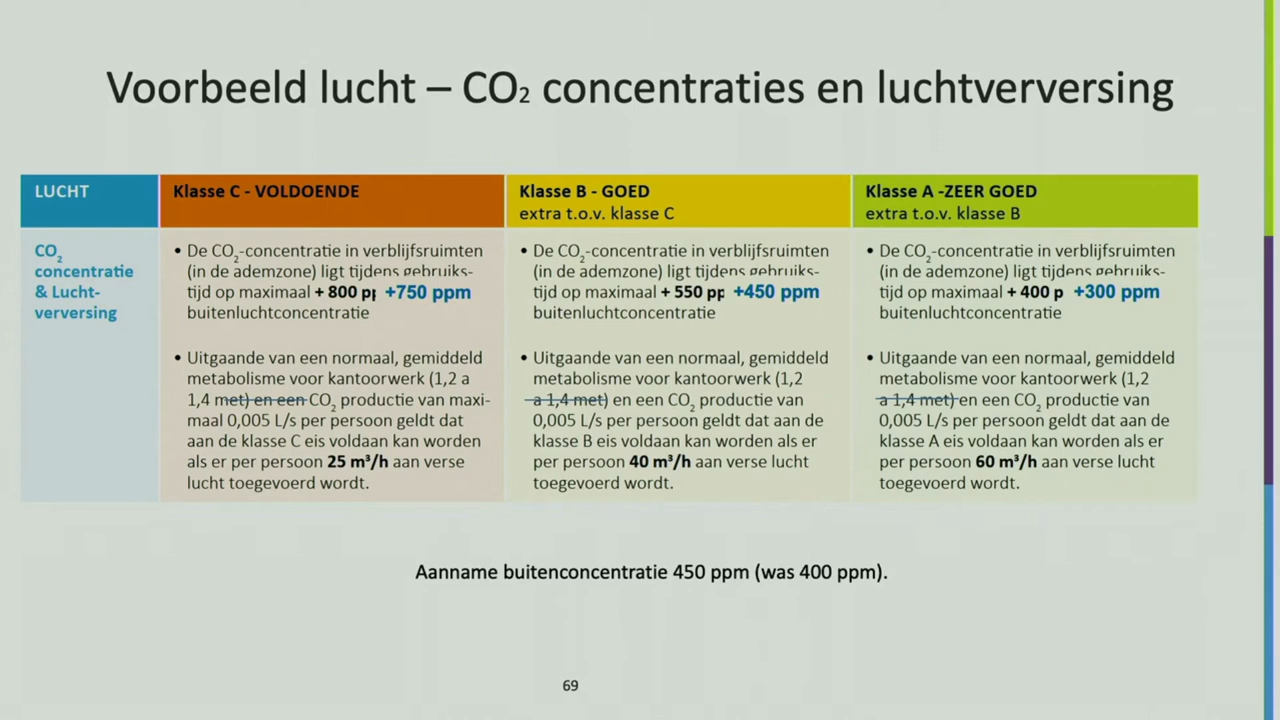 Voorbeeld lucht – CO₂ concentraties en luchtverversing
LUCHT
Klasse C - VOLDOENDE
Klasse B - GOED
extra t.o.v. klasse C
Klasse A -ZEER GOED
extra t.o.v. klasse B
CO₂
concentratie
& Lucht-
verversing
• De CO₂-concentratie in verblijfsruimten
(in de ademzone) ligt tijdens gebruiks-
tijd op maximaal + 800 +750 ppm
buitenluchtconcentratie
• Uitgaande van een normaal, gemiddeld
metabolisme voor kantoorwerk (1,2 a
1,4 met) en een CO₂ productie van maxi-
maal 0,005 L/s per persoon geldt dat
aan de klasse C eis voldaan kan worden
als er per persoon 25 m³/h aan verse
lucht toegevoerd wordt.
• De CO₂-concentratie in verblijfsruimten
(in de ademzone) ligt tijdens gebruiks-
tijd op maximaal + 550 +450 ppm
buitenluchtconcentratie
• Uitgaande van een normaal, gemiddeld
metabolisme voor kantoorwerk (1,2
a 1,4 met) en een CO₂ productie van
0,005 L/s per persoon geldt dat aan de
klasse B eis voldaan kan worden als er
per persoon 40 m³/h aan verse lucht
toegevoerd wordt.
• De CO₂-concentratie in verblijfsruimten
(in de ademzone) ligt tijdens gebruiks-
tijd op maximaal + 400 +300 ppm
buitenluchtconcentratie
• Uitgaande van een normaal, gemiddeld
metabolisme voor kantoorwerk (1,2
a 1,4 met) en een CO₂ productie van
0,005 L/s per persoon geldt dat aan de
klasse A eis voldaan kan worden als er
per persoon 60 m³/h aan verse lucht
toegevoerd wordt.
Aanname buitenconcentratie 450 ppm (was 400 ppm).
69